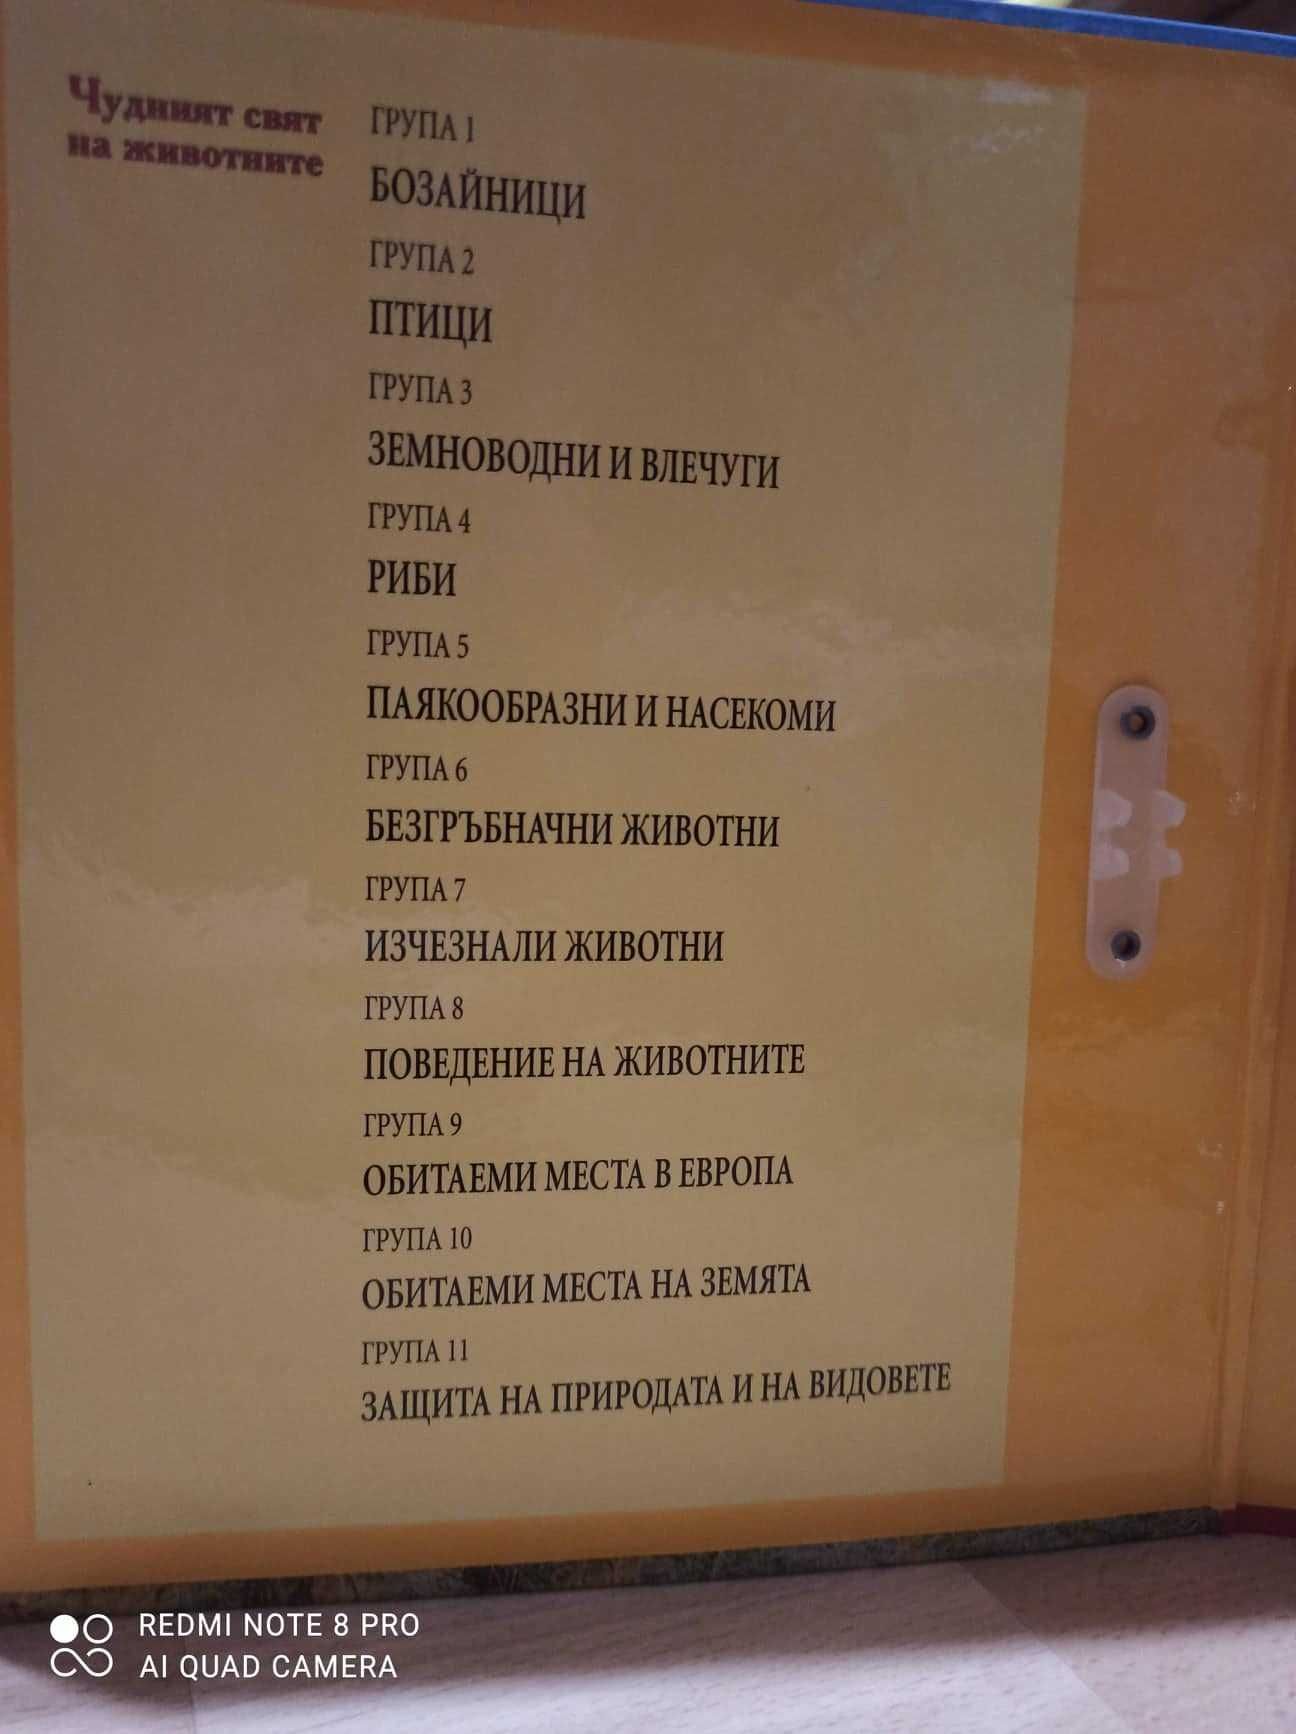 Чудният свят
на животните
ГРУПА 1
БОЗАЙНИЦИ
ГРУПА 2
ПТИЦИ
ГРУПА 3
ЗЕМНОВОДНИ И ВЛЕЧУГИ
ГРУПА 4
РИБИ
ГРУПА 5
ПАЯКООБРАЗНИ И НАСЕКОМИ
ГРУПА 6
БЕЗГРЪБНАЧНИ ЖИВОТНИ
ГРУПА 7
ИЗЧЕЗНАЛИ ЖИВОТНИ
ГРУПА 8
ПОВЕДЕНИЕ НА ЖИВОТНИТЕ
ГРУПА 9
ОБИТАЕМИ МЕСТА В ЕВРОПА
ГРУПА 10
ОБИТАЕМИ МЕСТА НА ЗЕМЯТА
ГРУПА 11
ЗАЩИТА НА ПРИРОДАТА И НА ВИДОВЕТЕ
REDMI NOTE 8 PRO
AI QUAD CAMERA